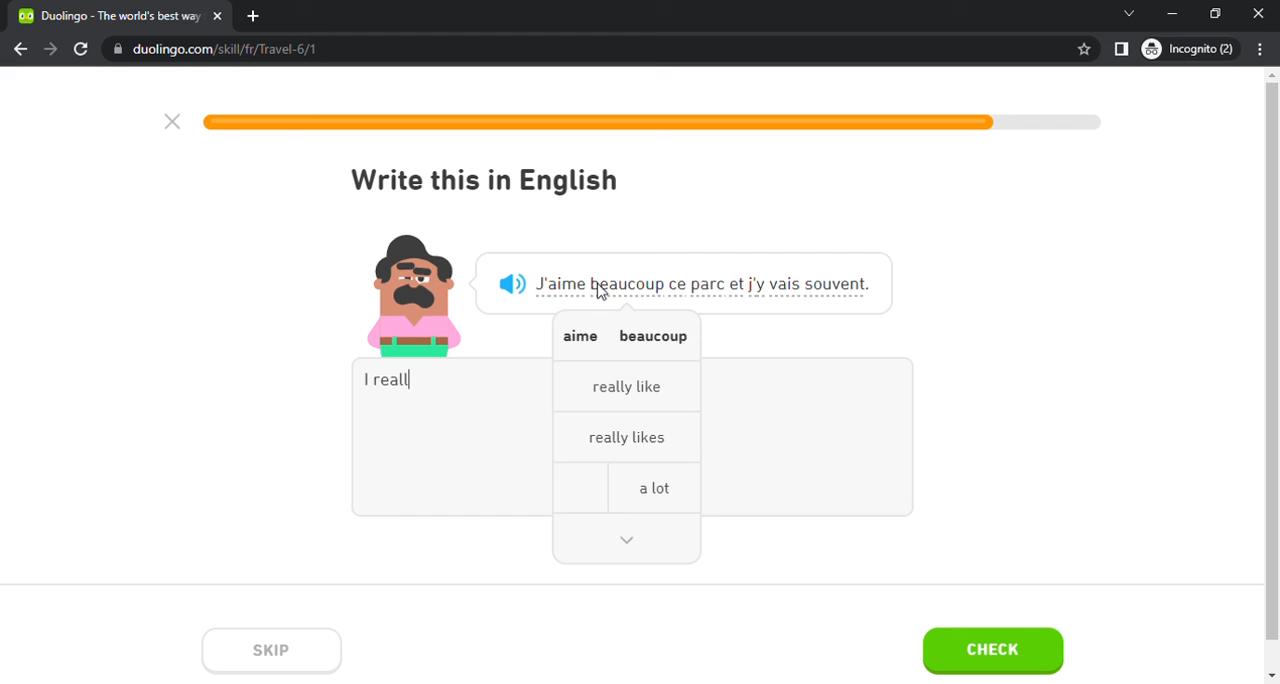 Duolingo - The world's best way
duolingo.com/skill/fr/Travel-6/1
Incognito (2)
Write this in English
J'aime beaucoup ce parc et j'y vais souvent.
aime beaucoup
I reall
really like
really likes
a lot
SKIP
CHECK